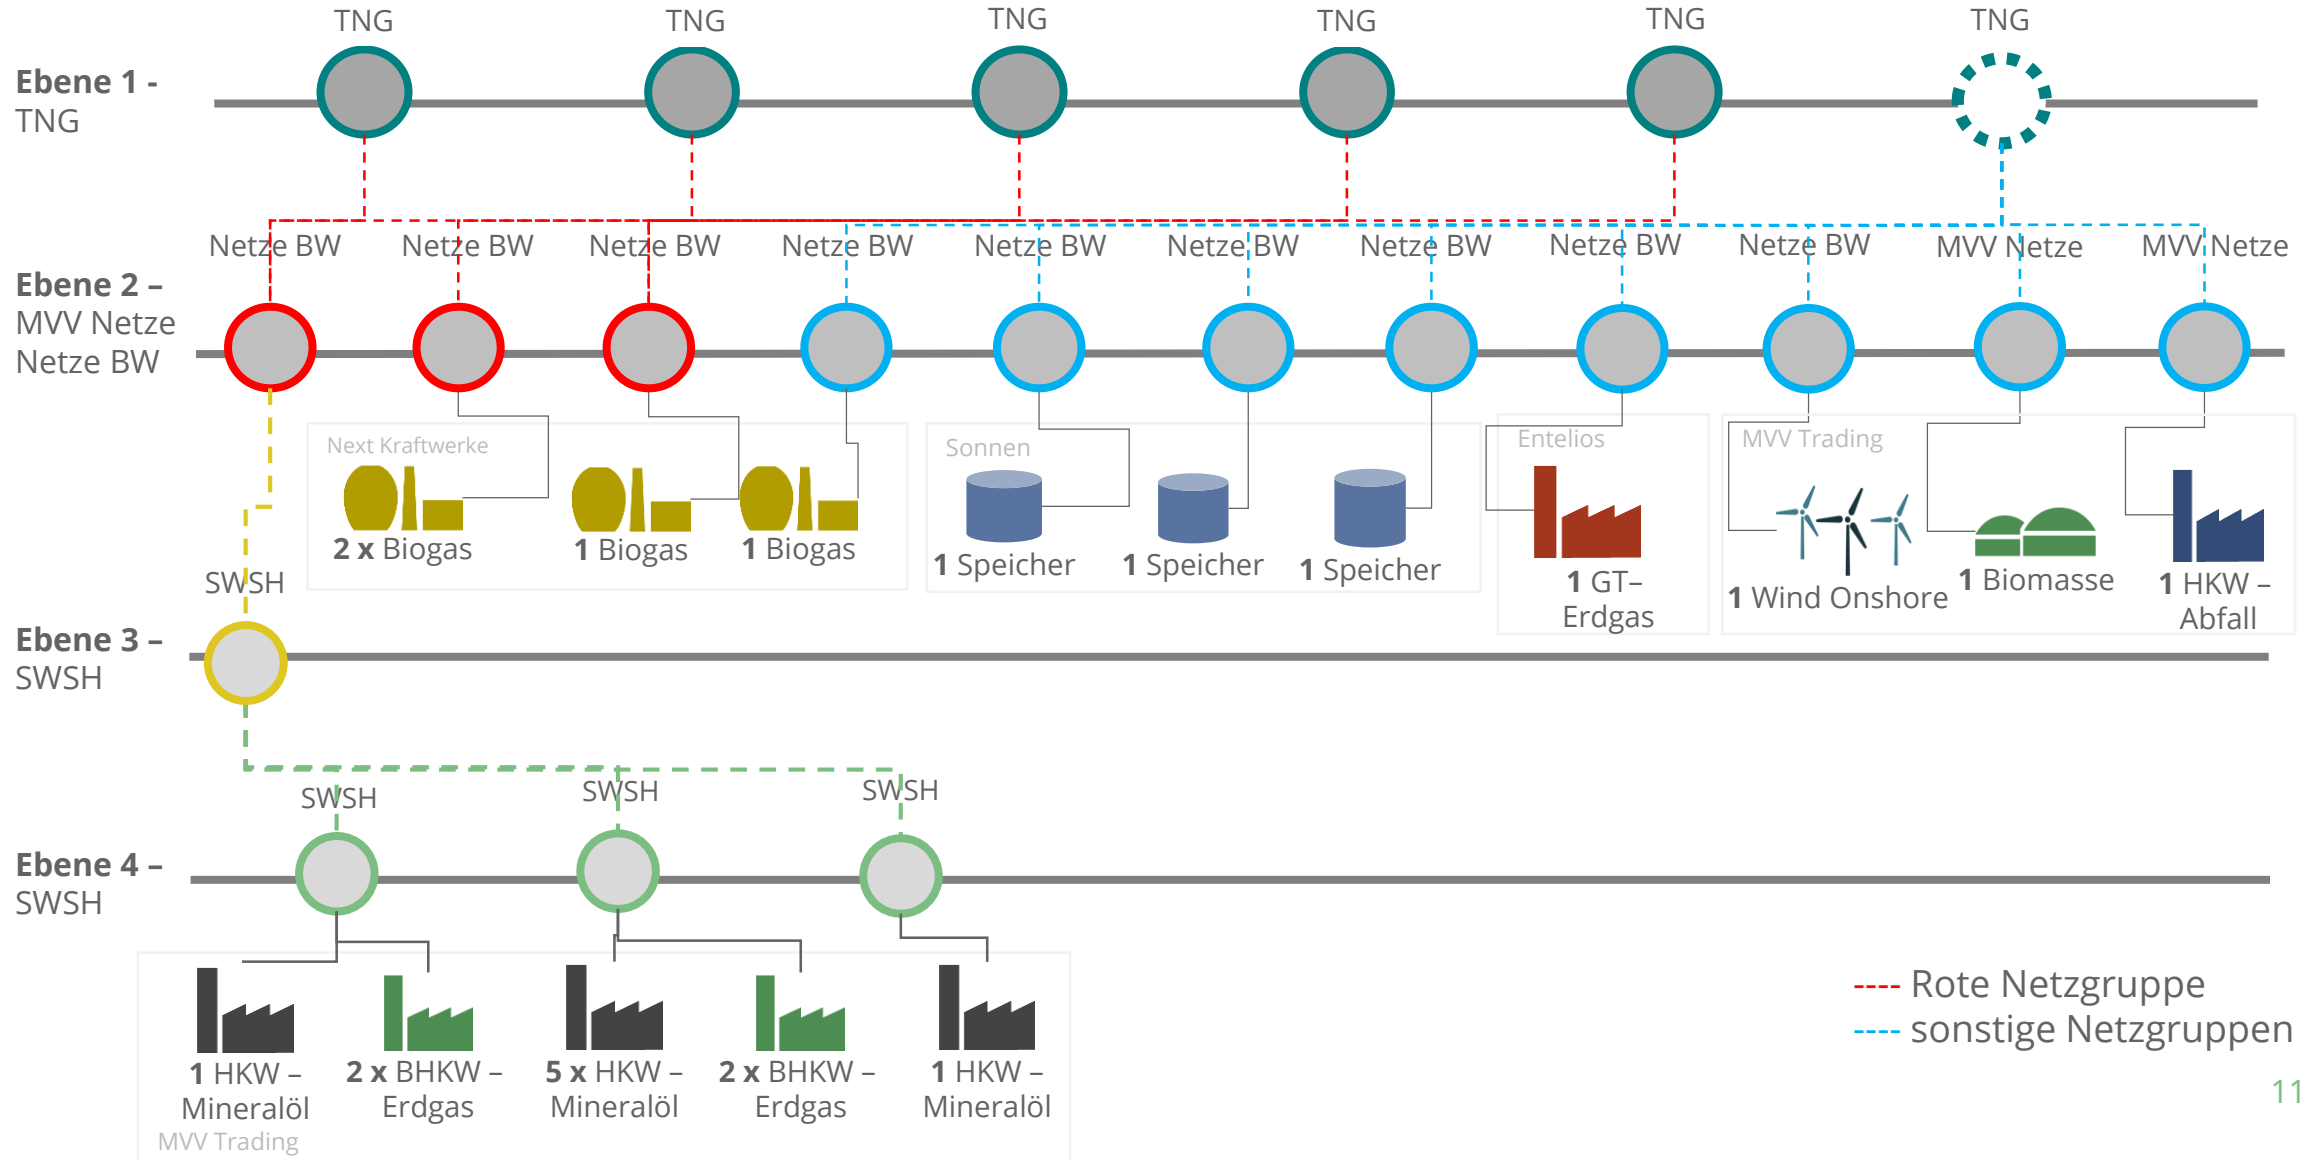 TNG TNG TNG TNG TNG TNG
Ebene 1 -
TNG
Netze BW Netze BW Netze BW Netze BW Netze BW Netze BW Netze BW Netze BW Netze BW MVV Netze MVV Netze
Ebene 2 –
MVV Netze
Netze BW
Next Kraftwerke
2 x Biogas
1 Biogas
1 Biogas
Sonnen
1 Speicher
1 Speicher
1 Speicher
Entelios
1 GT–
Erdgas
MVV Trading
1 Wind Onshore
1 Biomasse
1 HKW –
Abfall
SWSH
Ebene 3 –
SWSH
SWSH SWSH SWSH
Ebene 4 –
SWSH
1 HKW –
Mineralöl
2 x BHKW –
Erdgas
5 x HKW –
Mineralöl
2 x BHKW –
Erdgas
1 HKW –
Mineralöl
MVV Trading
---- Rote Netzgruppe
---- sonstige Netzgruppen
11